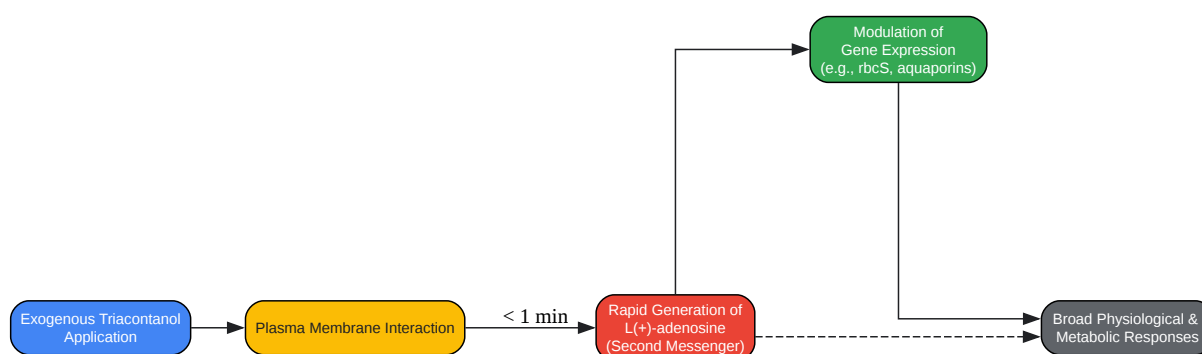 Exogenous Triacontanol
Application
Plasma Membrane Interaction
< 1 min
Rapid Generation of
L(+)-adenosine
(Second Messenger)
Modulation of
Gene Expression
(e.g., rbcS, aquaporins)
Broad Physiological &
Metabolic Responses